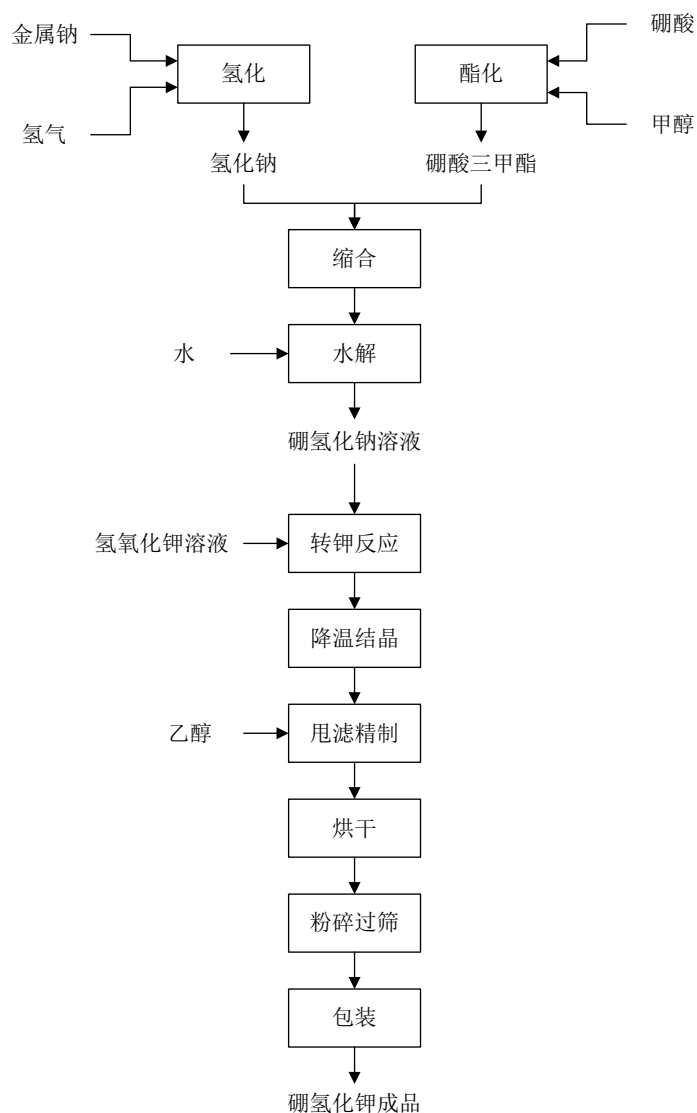 金属钠
氢气
氢化
酯化
硼酸
甲醇
氢化钠
硼酸三甲酯
缩合
水
水解
硼氢化钠溶液
氢氧化钾溶液
转钾反应
降温结晶
乙醇
甩滤精制
烘干
粉碎过筛
包装
硼氢化钾成品